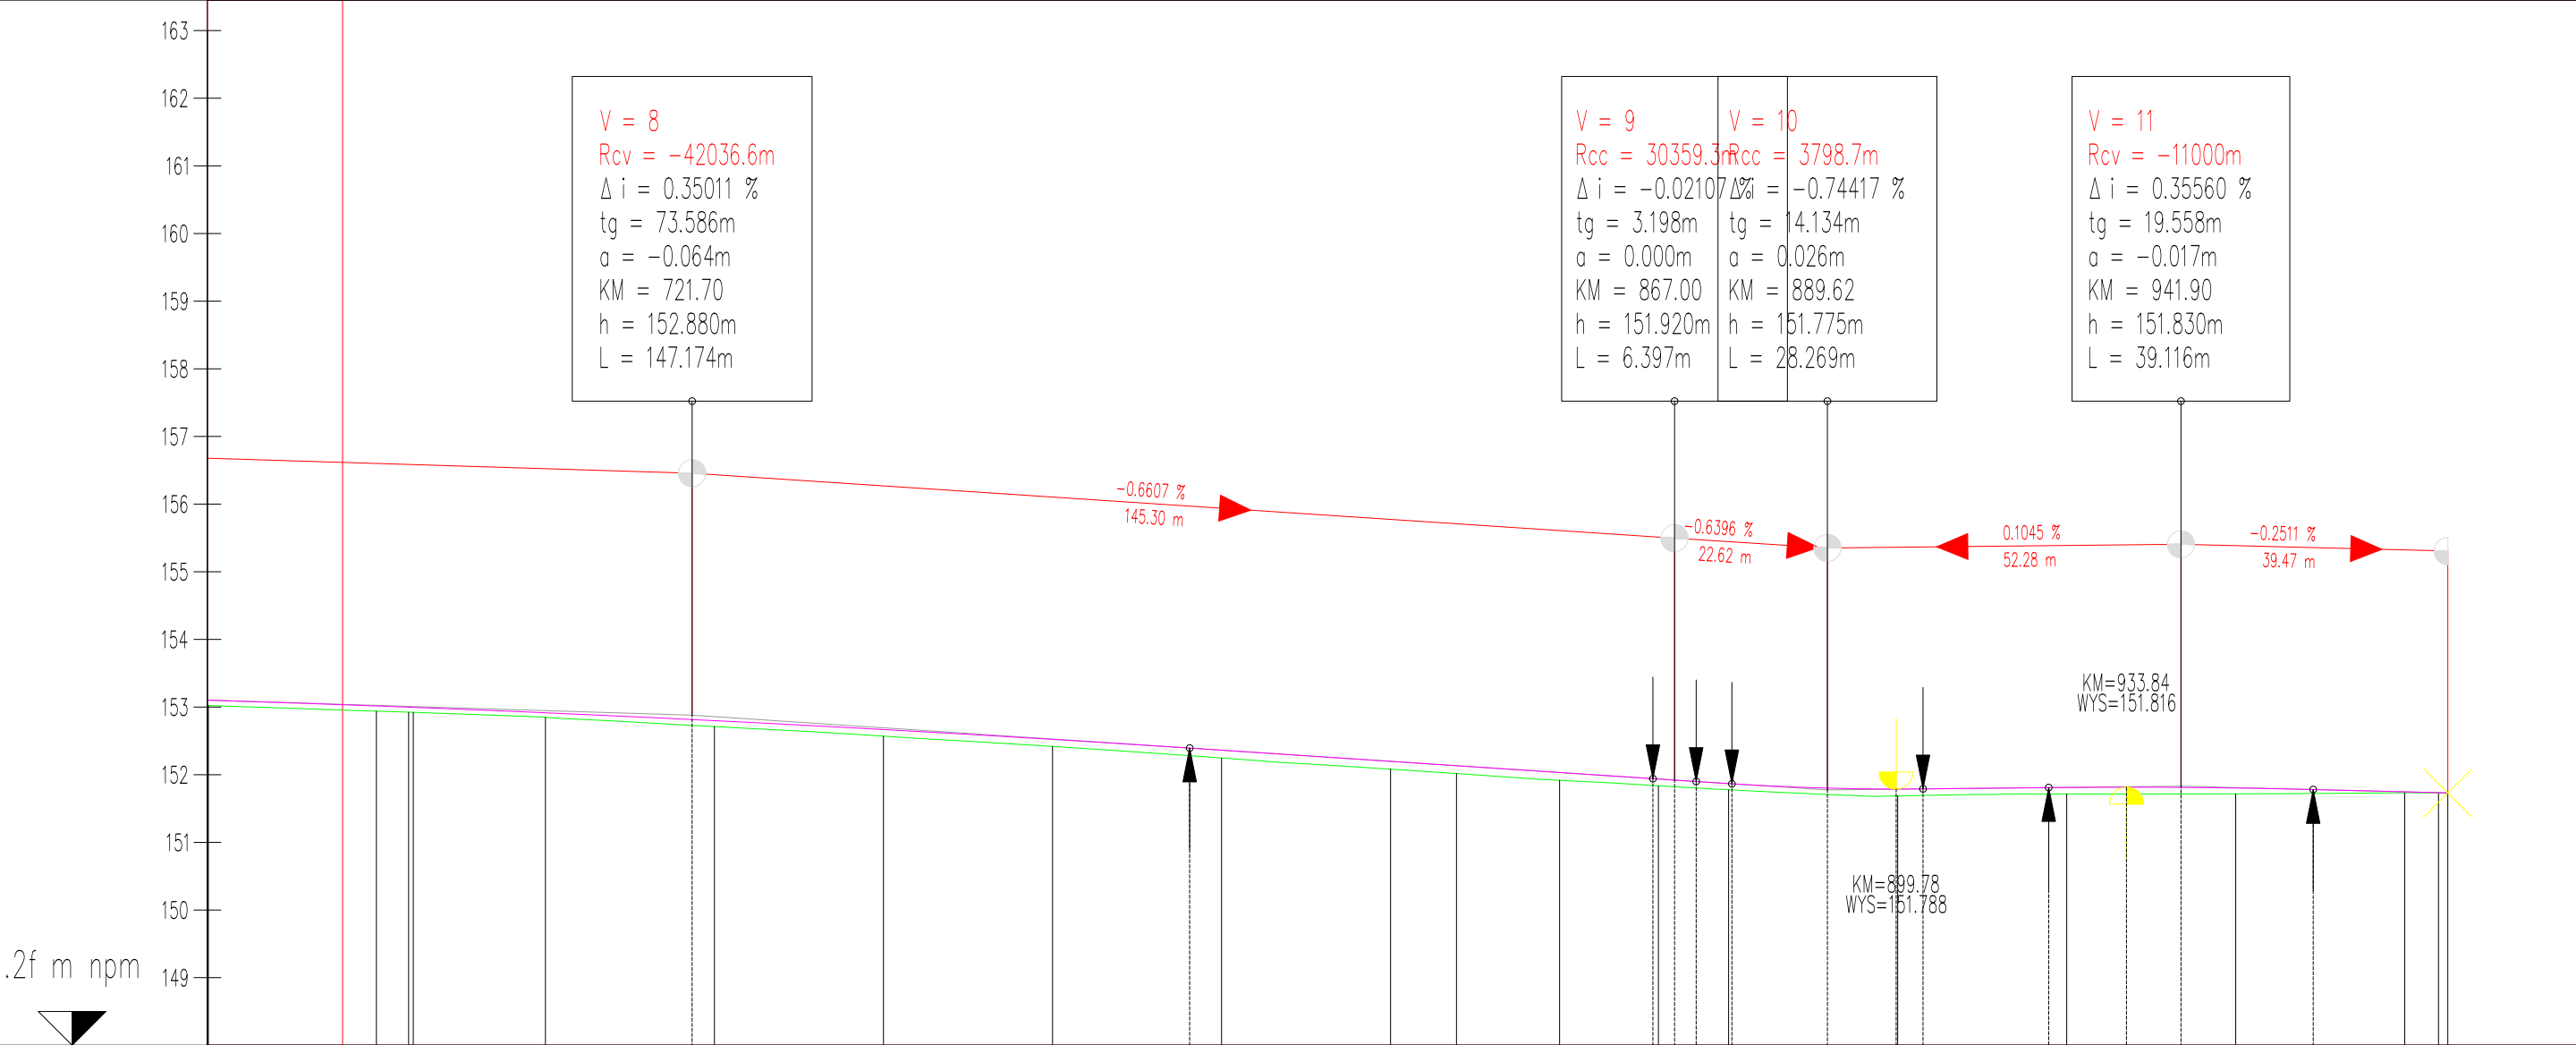 163
162
161
160
159
158
157
156
155
154
153
152
151
150
149
.2f m npm
V = 8
Rcv = -42036.6m
Δ i = 0.35011 %
tg = 73.586m
a = -0.064m
KM = 721.70
h = 152.880m
L = 147.174m
V = 9
Rcc = 30359.3m
Δ i = -0.02107 %
tg = 3.198m
a = 0.000m
KM = 867.00
h = 151.920m
L = 6.397m
V = 10
Rcc = 3798.7m
Δ i = -0.74417 %
tg = 14.134m
a = 0.026m
KM = 889.62
h = 151.775m
L = 28.269m
V = 11
Rcv = -11000m
Δ i = 0.35560 %
tg = 19.558m
a = -0.017m
KM = 941.90
h = 151.830m
L = 39.116m
-0.6607 %
145.30 m
-0.6396 %
22.62 m
0.1045 %
52.28 m
-0.2511 %
39.47 m
KM=933.84
WYS=151.816
KM=899.78
WYS=151.788